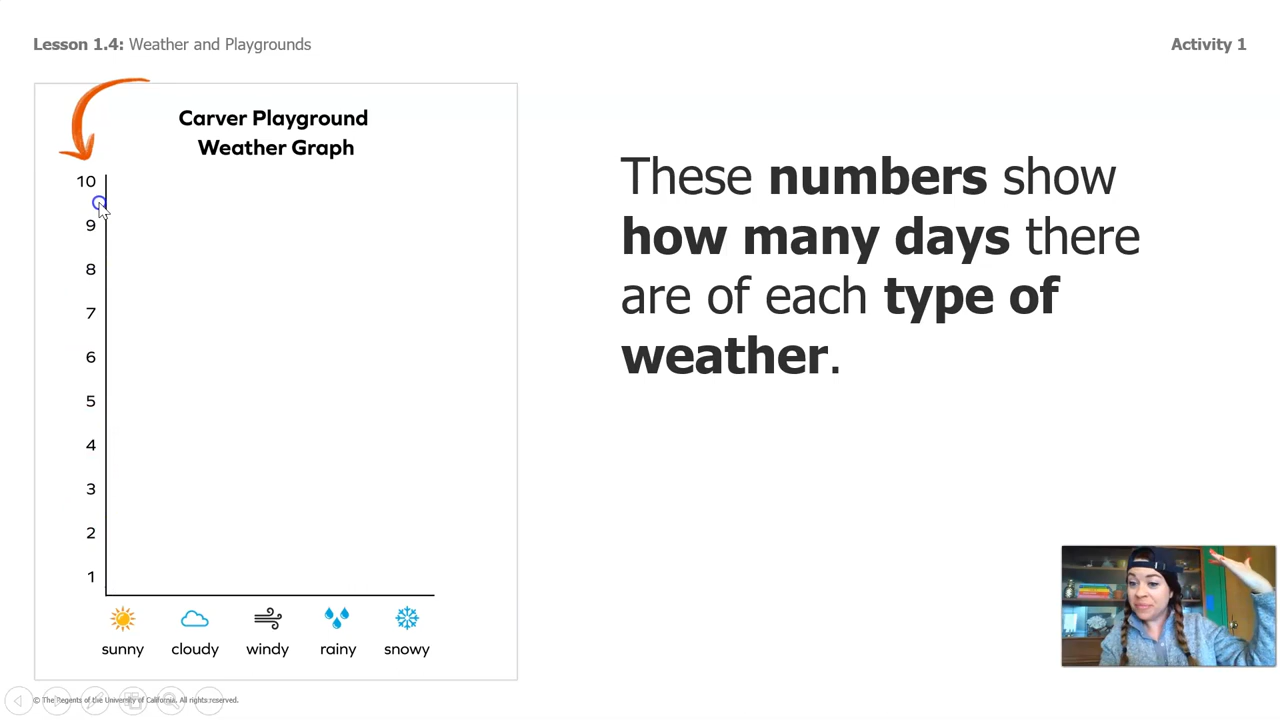 Lesson 1.4: Weather and Playgrounds
Activity 1
Carver Playground
Weather Graph
10
9
8
7
6
5
4
3
2
1
sunny cloudy windy rainy snowy
These numbers show
how many days there
are of each type of
weather.
© The Regents of the University of California. All rights reserved.